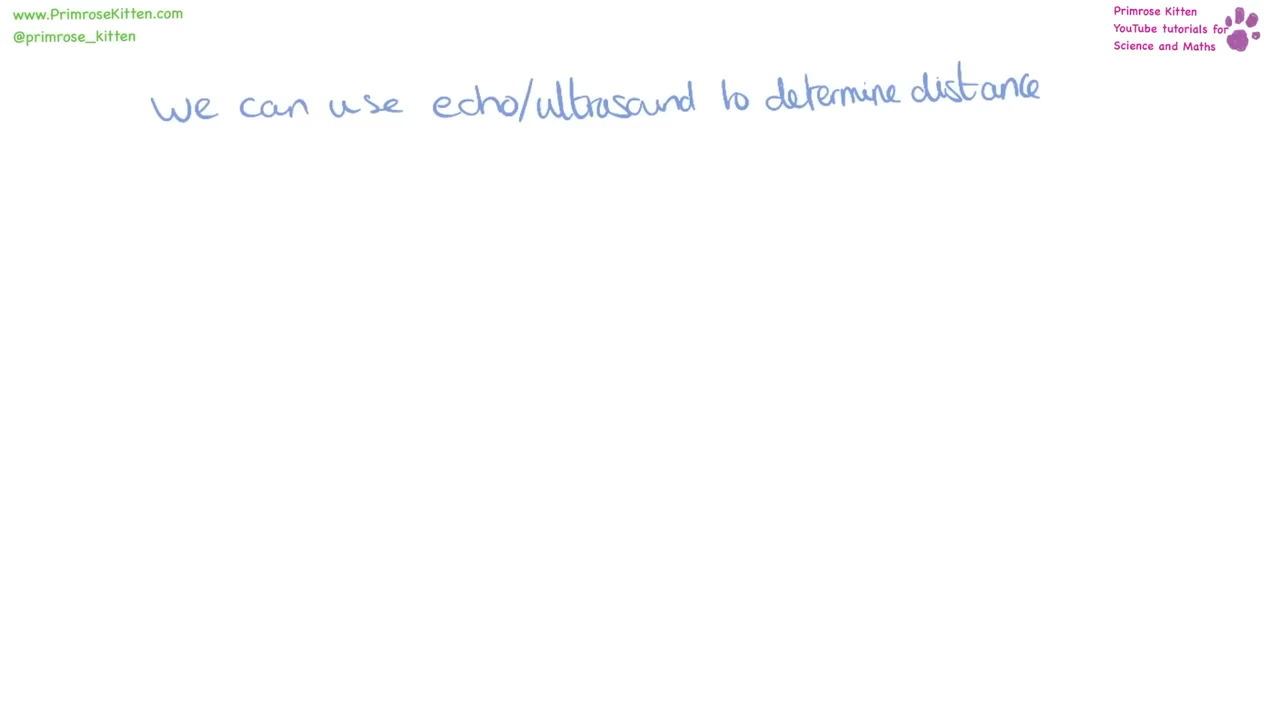 www.PrimroseKitten.com
@primrose_kitten
Primrose Kitten
YouTube tutorials for
Science and Maths
we can use echo/ultrasound to determine distance